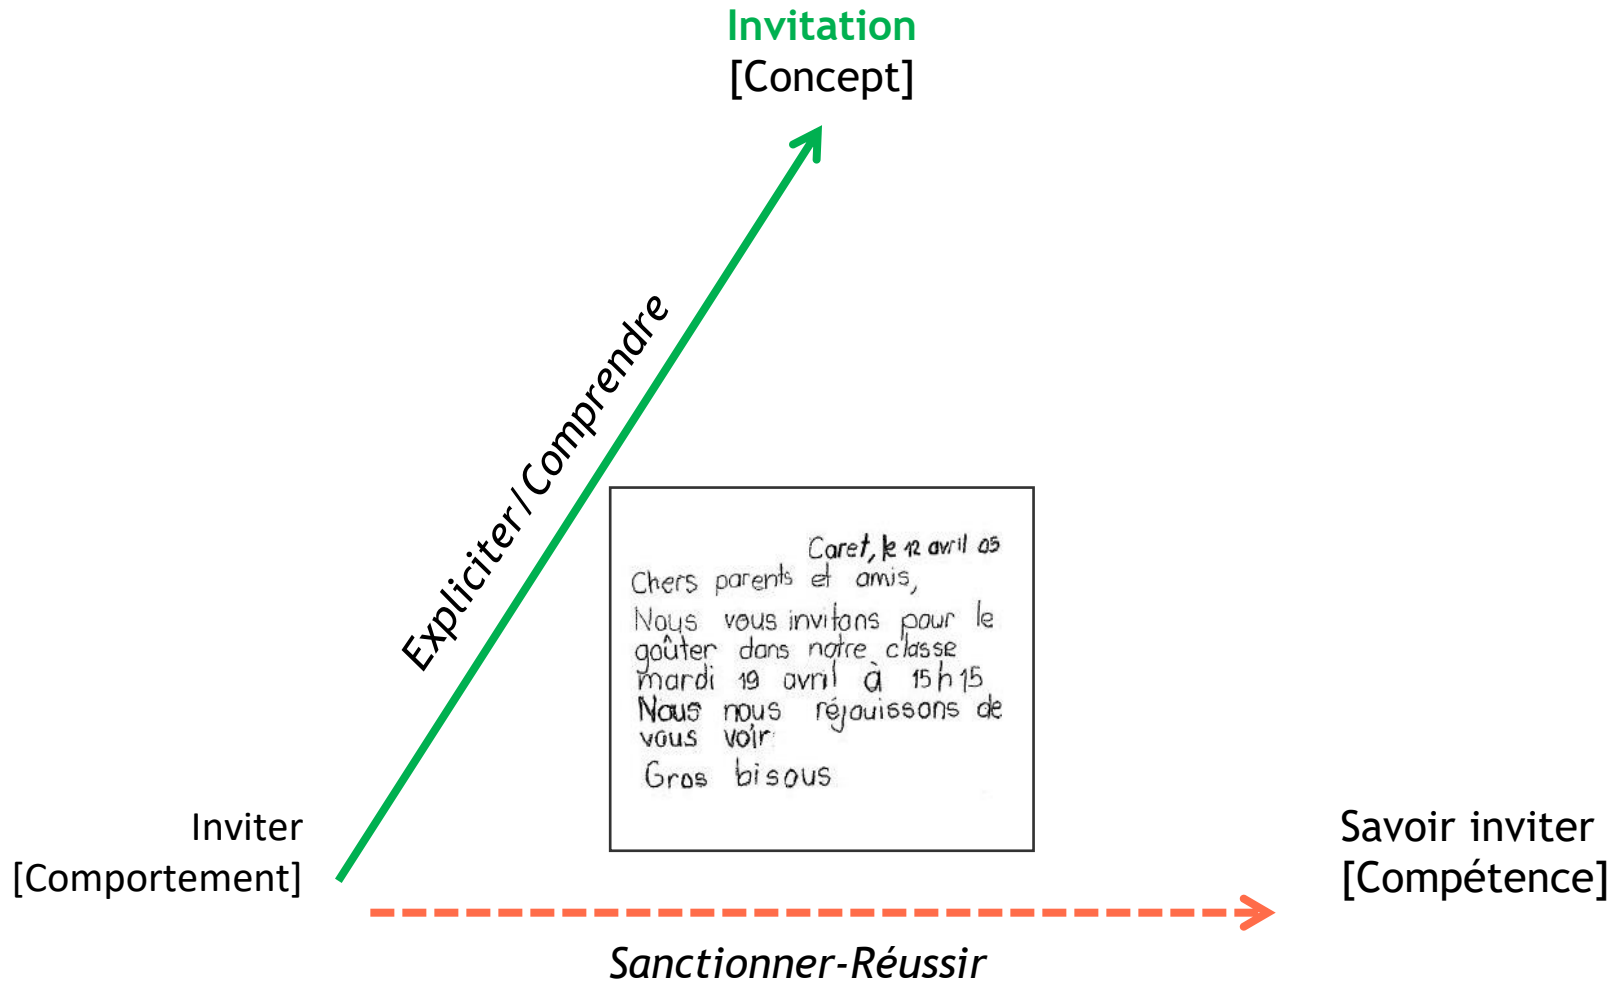 Invitation
[Concept]
Expliciter/Comprendre
Caret, le 12 avril 05
Chers parents et amis,
Nous vous invitons pour le
goûter dans notre classe
mardi 19 avril à 15h15
Nous nous réjouissons de
vous voir.
Gros bisous
Inviter
[Comportement]
Savoir inviter
[Compétence]
Sanctionner-Réussir